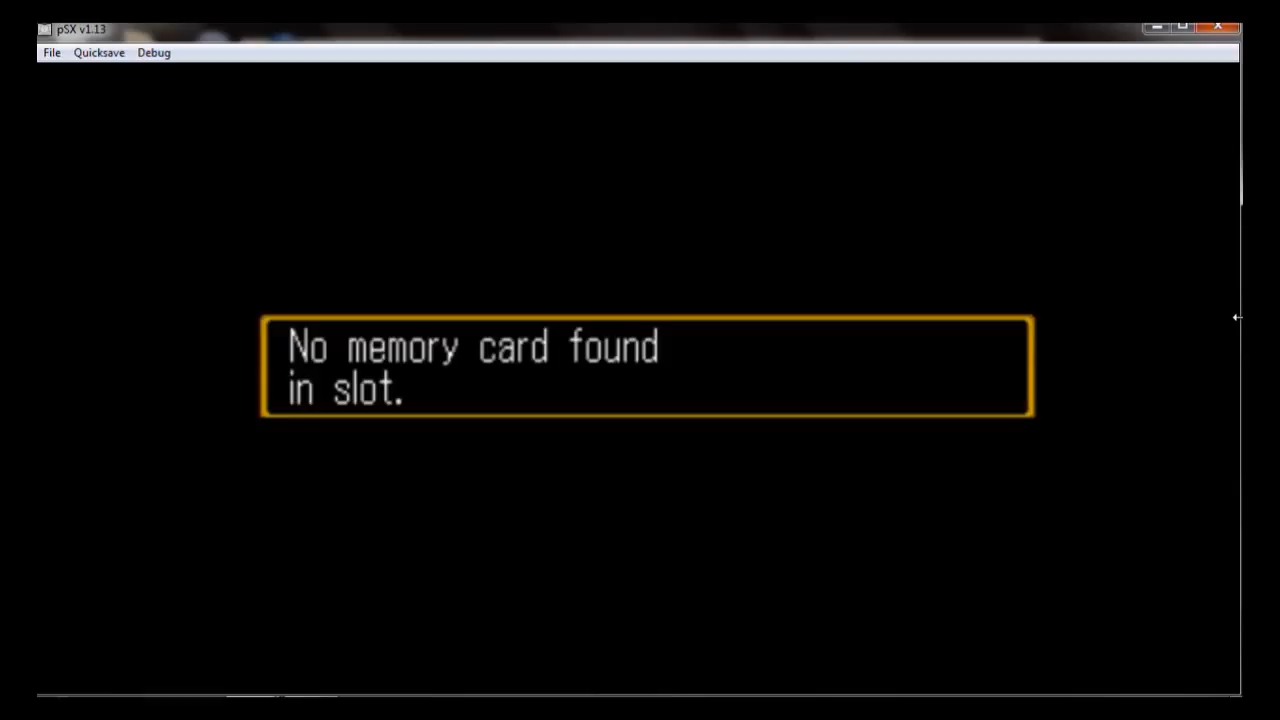 pSX v1.13
File Quicksave Debug
No memory card found
in slot.